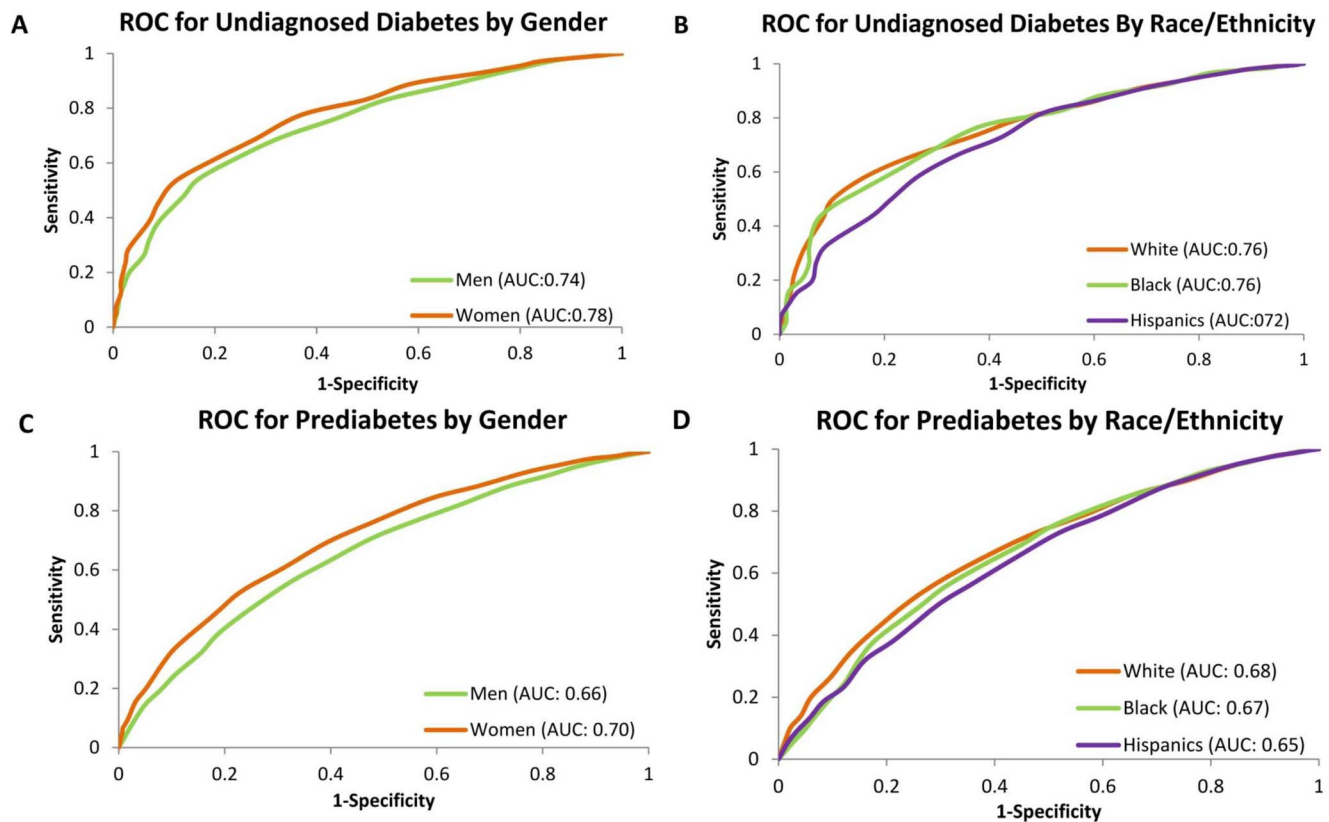 A
ROC for Undiagnosed Diabetes by Gender
1
0.8
0.6
0.4
0.2
0
Sensitivity
Men (AUC:0.74)
Women (AUC:0.78)
0
0.2
0.4
0.6
0.8
1
1-Specificity
B
ROC for Undiagnosed Diabetes By Race/Ethnicity
1
0.8
0.6
0.4
0.2
0
Sensitivity
White (AUC:0.76)
Black (AUC:0.76)
Hispanics (AUC:072)
0
0.2
0.4
0.6
0.8
1
1-Specificity
C
ROC for Prediabetes by Gender
1
0.8
0.6
0.4
0.2
0
Sensitivity
Men (AUC: 0.66)
Women (AUC: 0.70)
0
0.2
0.4
0.6
0.8
1
1-Specificity
D
ROC for Prediabetes by Race/Ethnicity
1
0.8
0.6
0.4
0.2
0
Sensitivity
White (AUC: 0.68)
Black (AUC: 0.67)
Hispanics (AUC: 0.65)
0
0.2
0.4
0.6
0.8
1
1-Specificity